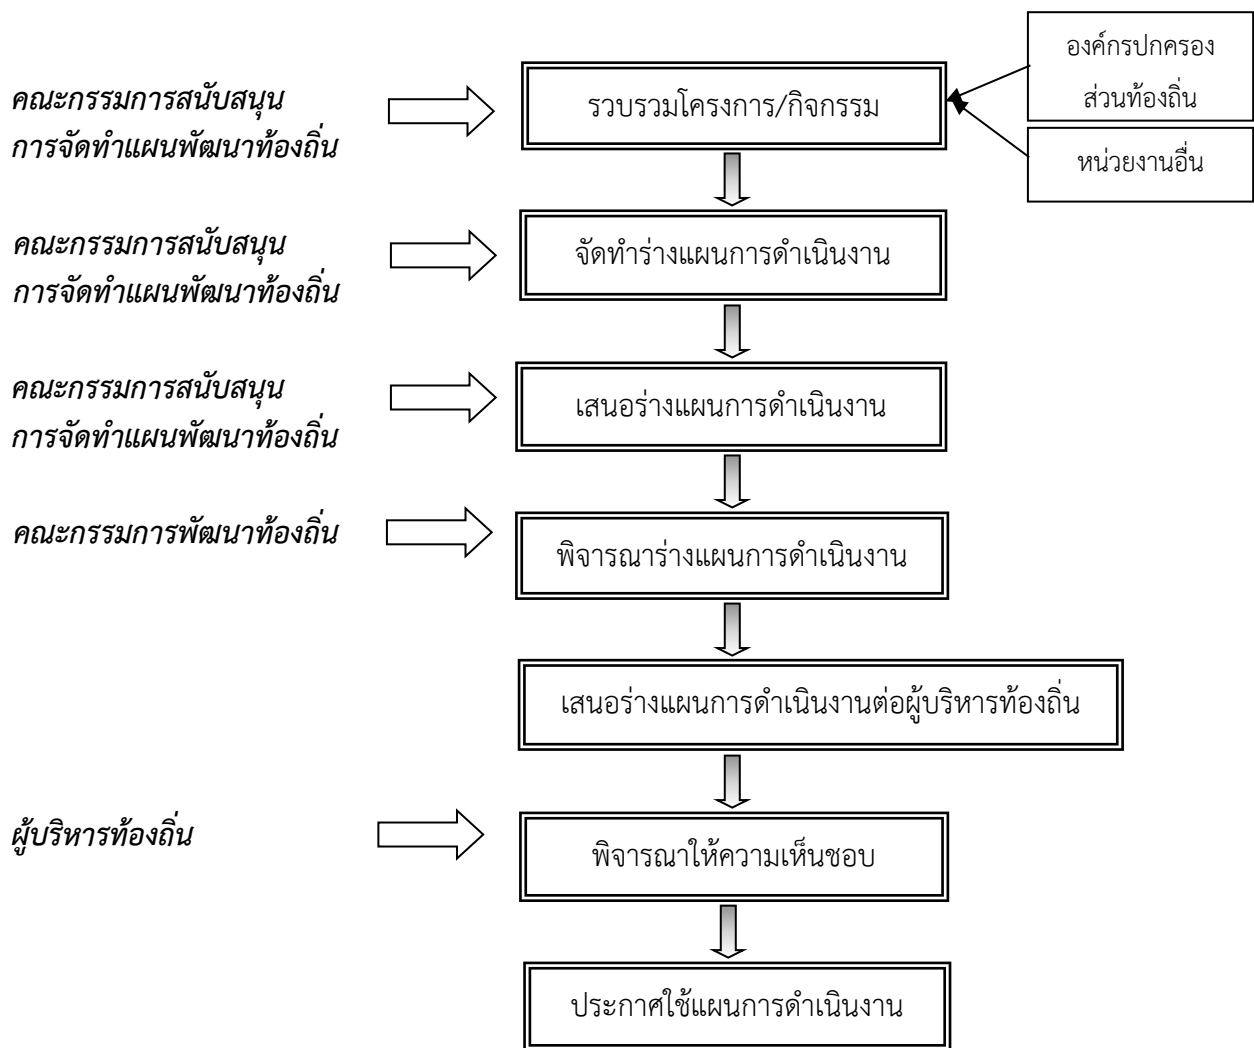 องค์กรปกครอง
ส่วนท้องถิ่น
คณะกรรมการสนับสนุน
การจัดทำแผนพัฒนาท้องถิ่น
รวบรวมโครงการ/กิจกรรม
หน่วยงานอื่น
คณะกรรมการสนับสนุน
การจัดทำแผนพัฒนาท้องถิ่น
จัดทำร่างแผนการดำเนินงาน
คณะกรรมการสนับสนุน
การจัดทำแผนพัฒนาท้องถิ่น
เสนอร่างแผนการดำเนินงาน
คณะกรรมการพัฒนาท้องถิ่น
พิจารณาร่างแผนการดำเนินงาน
เสนอร่างแผนการดำเนินงานต่อผู้บริหารท้องถิ่น
ผู้บริหารท้องถิ่น
พิจารณาให้ความเห็นชอบ
ประกาศใช้แผนการดำเนินงาน